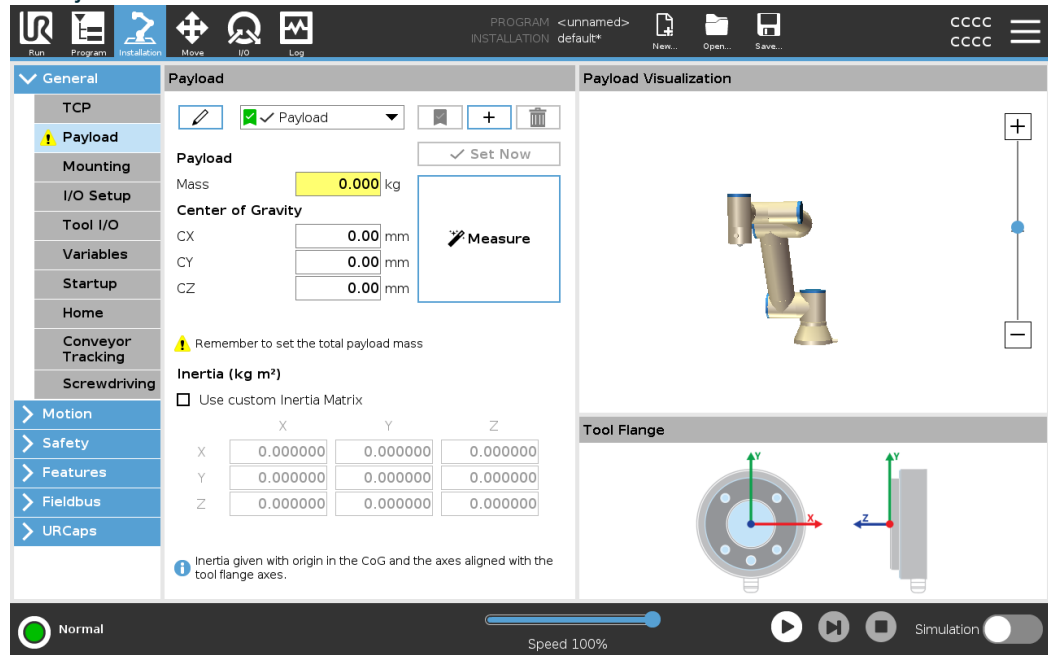 PROGRAM <unnamed>
INSTALLATION default*
CCCC
CCCC
UR
Run
Program
Installation
Move
I/O
Log
New...
Open...
Save...
General
TCP
Payload
Mounting
I/O Setup
Tool I/O
Variables
Startup
Home
Conveyor
Tracking
Screwdriving
Motion
Safety
Features
Fieldbus
URCaps
Payload
Payload
+
Set Now
Payload
Mass 0.000 kg
Center of Gravity
CX 0.00 mm
CY 0.00 mm
CZ 0.00 mm
Measure
Remember to set the total payload mass
Inertia (kg m²)
Use custom Inertia Matrix
X Y Z
X 0.000000 0.000000 0.000000
Y 0.000000 0.000000 0.000000
Z 0.000000 0.000000 0.000000
Inertia given with origin in the CoG and the axes aligned with the
tool flange axes.
Payload Visualization
+
−
Tool Flange
Y
X
Y
Z
Normal
Speed 100%
Simulation